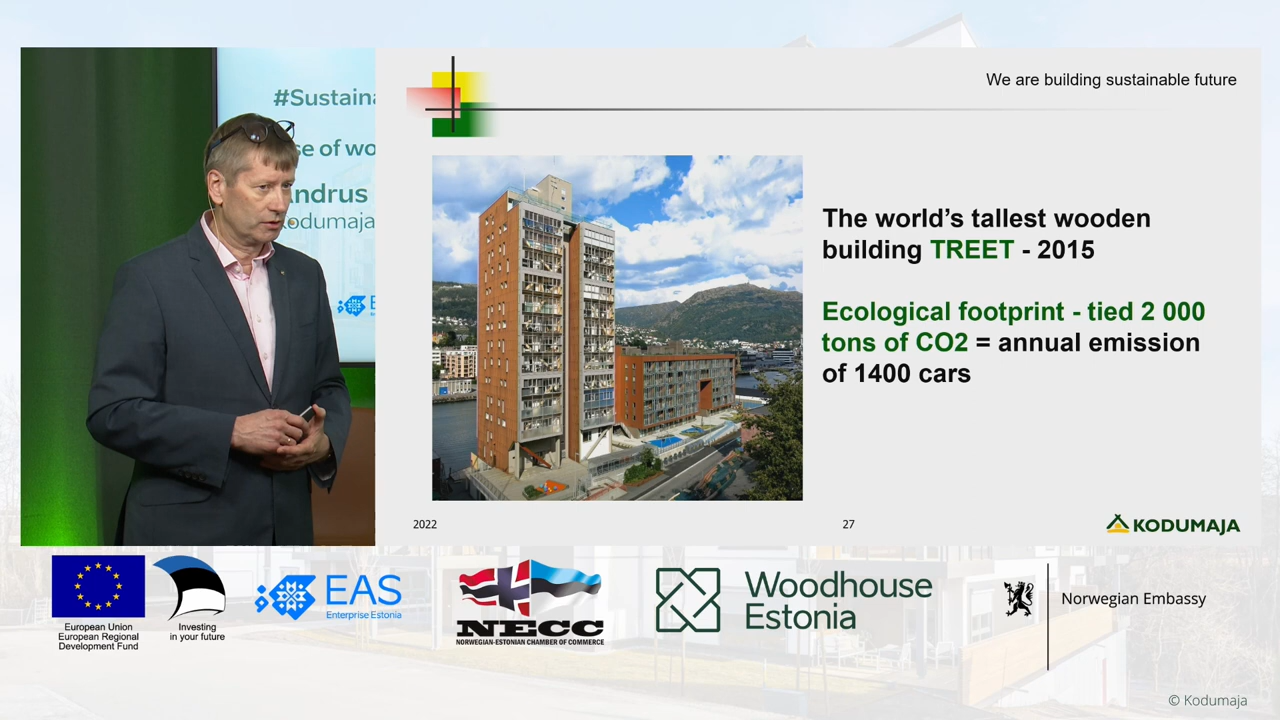 #Sustaina
se of wo
ndrus
Kodumaja
E
We are building sustainable future
The world’s tallest wooden
building TREET - 2015
Ecological footprint - tied 2 000
tons of CO2 = annual emission
of 1400 cars
2022
27
KODUMAJA
European Union
European Regional
Development Fund
Investing
in your future
EAS
Enterprise Estonia
NECC
NORWEGIAN-ESTONIAN CHAMBER OF COMMERCE
Woodhouse
Estonia
Norwegian Embassy
© Kodumaja